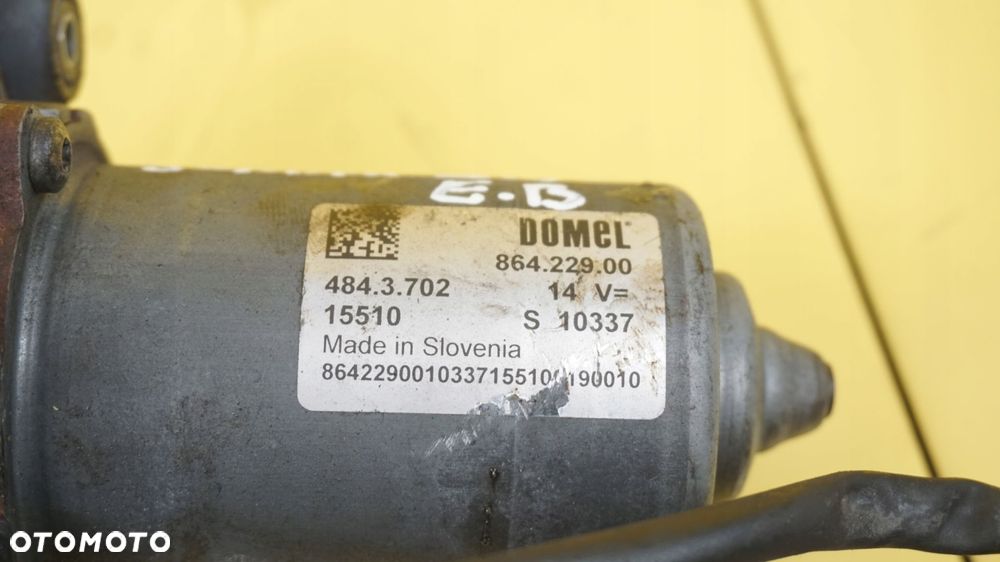 E.B
DOMEL
864.229.00
484.3.702 14 V=
15510 S 10337
Made in Slovenia
OTOMOTO